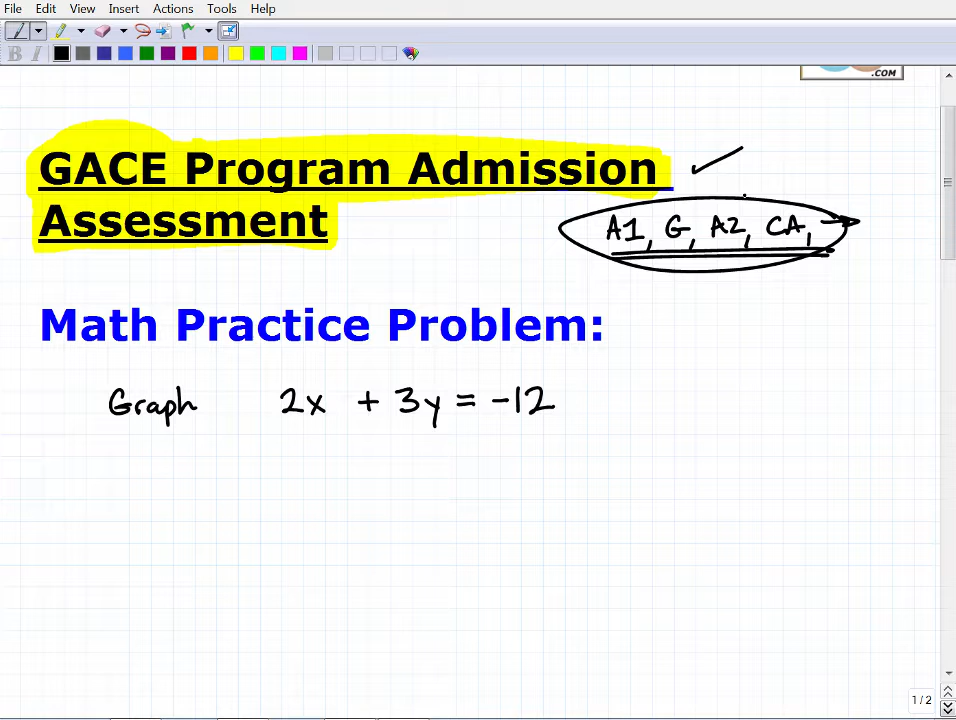 File Edit View Insert Actions Tools Help
B I
.COM
GACE Program Admission
Assessment
A1, G, A2, CA,
Math Practice Problem:
Graph 2x + 3y = -12
1 / 2